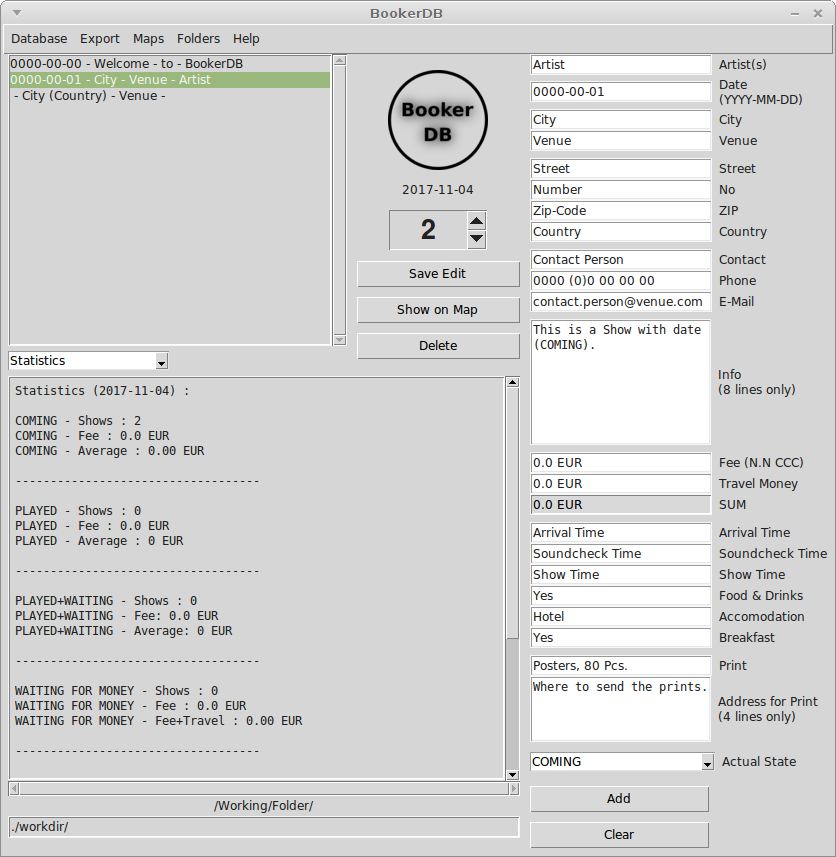 BookerDB
Database Export Maps Folders Help
0000-00-00 - Welcome - to - BookerDB
0000-00-01 - City - Venue - Artist
- City (Country) - Venue -
Booker
DB
2017-11-04
2
Save Edit
Show on Map
Delete
Statistics
Statistics (2017-11-04) :
COMING - Shows : 2
COMING - Fee : 0.0 EUR
COMING - Average : 0.00 EUR
-----------------------------------
PLAYED - Shows : 0
PLAYED - Fee : 0.0 EUR
PLAYED - Average : 0 EUR
-----------------------------------
PLAYED+WAITING - Shows : 0
PLAYED+WAITING - Fee: 0.0 EUR
PLAYED+WAITING - Average: 0 EUR
-----------------------------------
WAITING FOR MONEY - Shows : 0
WAITING FOR MONEY - Fee : 0.0 EUR
WAITING FOR MONEY - Fee+Travel : 0.00 EUR
-----------------------------------
/Working/Folder/
./workdir/
Artist Artist(s)
0000-00-01 Date
(YYYY-MM-DD)
City City
Venue Venue
Street Street
Number No
Zip-Code ZIP
Country Country
Contact Person Contact
0000 (0)0 00 00 00 Phone
contact.person@venue.com E-Mail
This is a Show with date
(COMING).
Info
(8 lines only)
0.0 EUR Fee (N.N CCC)
0.0 EUR Travel Money
0.0 EUR SUM
Arrival Time Arrival Time
Soundcheck Time Soundcheck Time
Show Time Show Time
Yes Food & Drinks
Hotel Accomodation
Yes Breakfast
Posters, 80 Pcs. Print
Where to send the prints.
Address for Print
(4 lines only)
COMING Actual State
Add
Clear